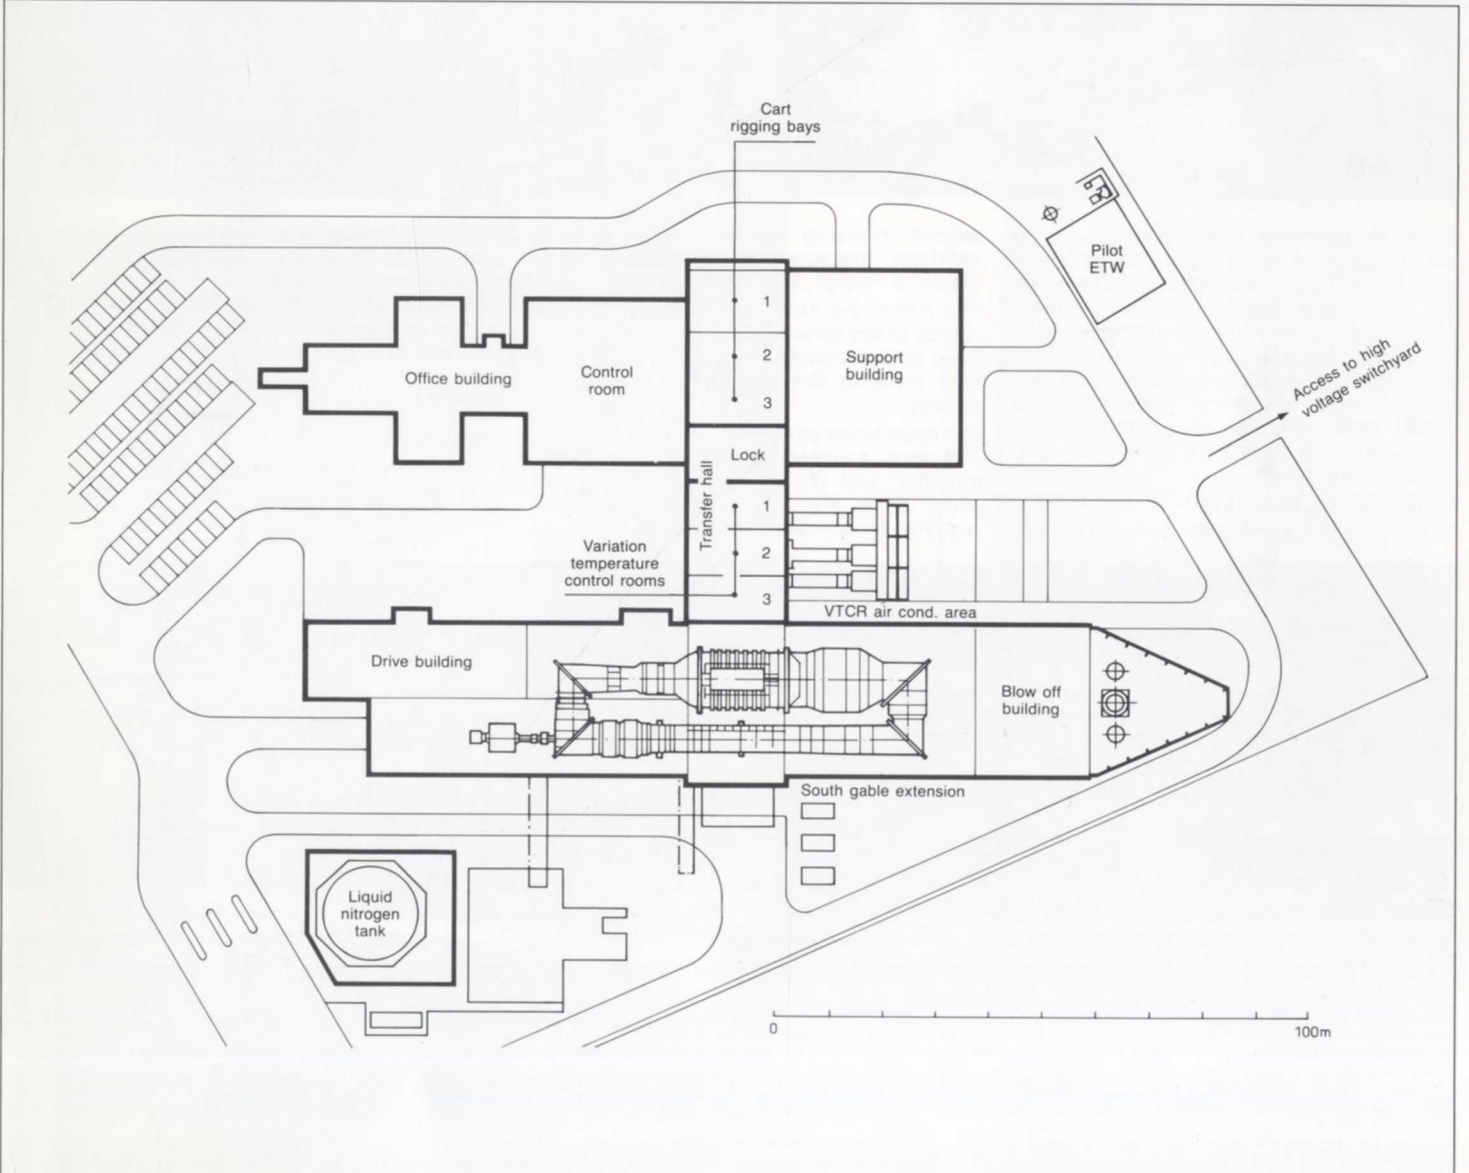 Cart
rigging bays
Pilot
ETW
1
2
3
Support
building
Office building
Control
room
Access to high
voltage switchyard
Lock
Transfer hall
1
2
3
Variation
temperature
control rooms
VTCR air cond. area
Drive building
Blow off
building
South gable extension
Liquid
nitrogen
tank
0
100m